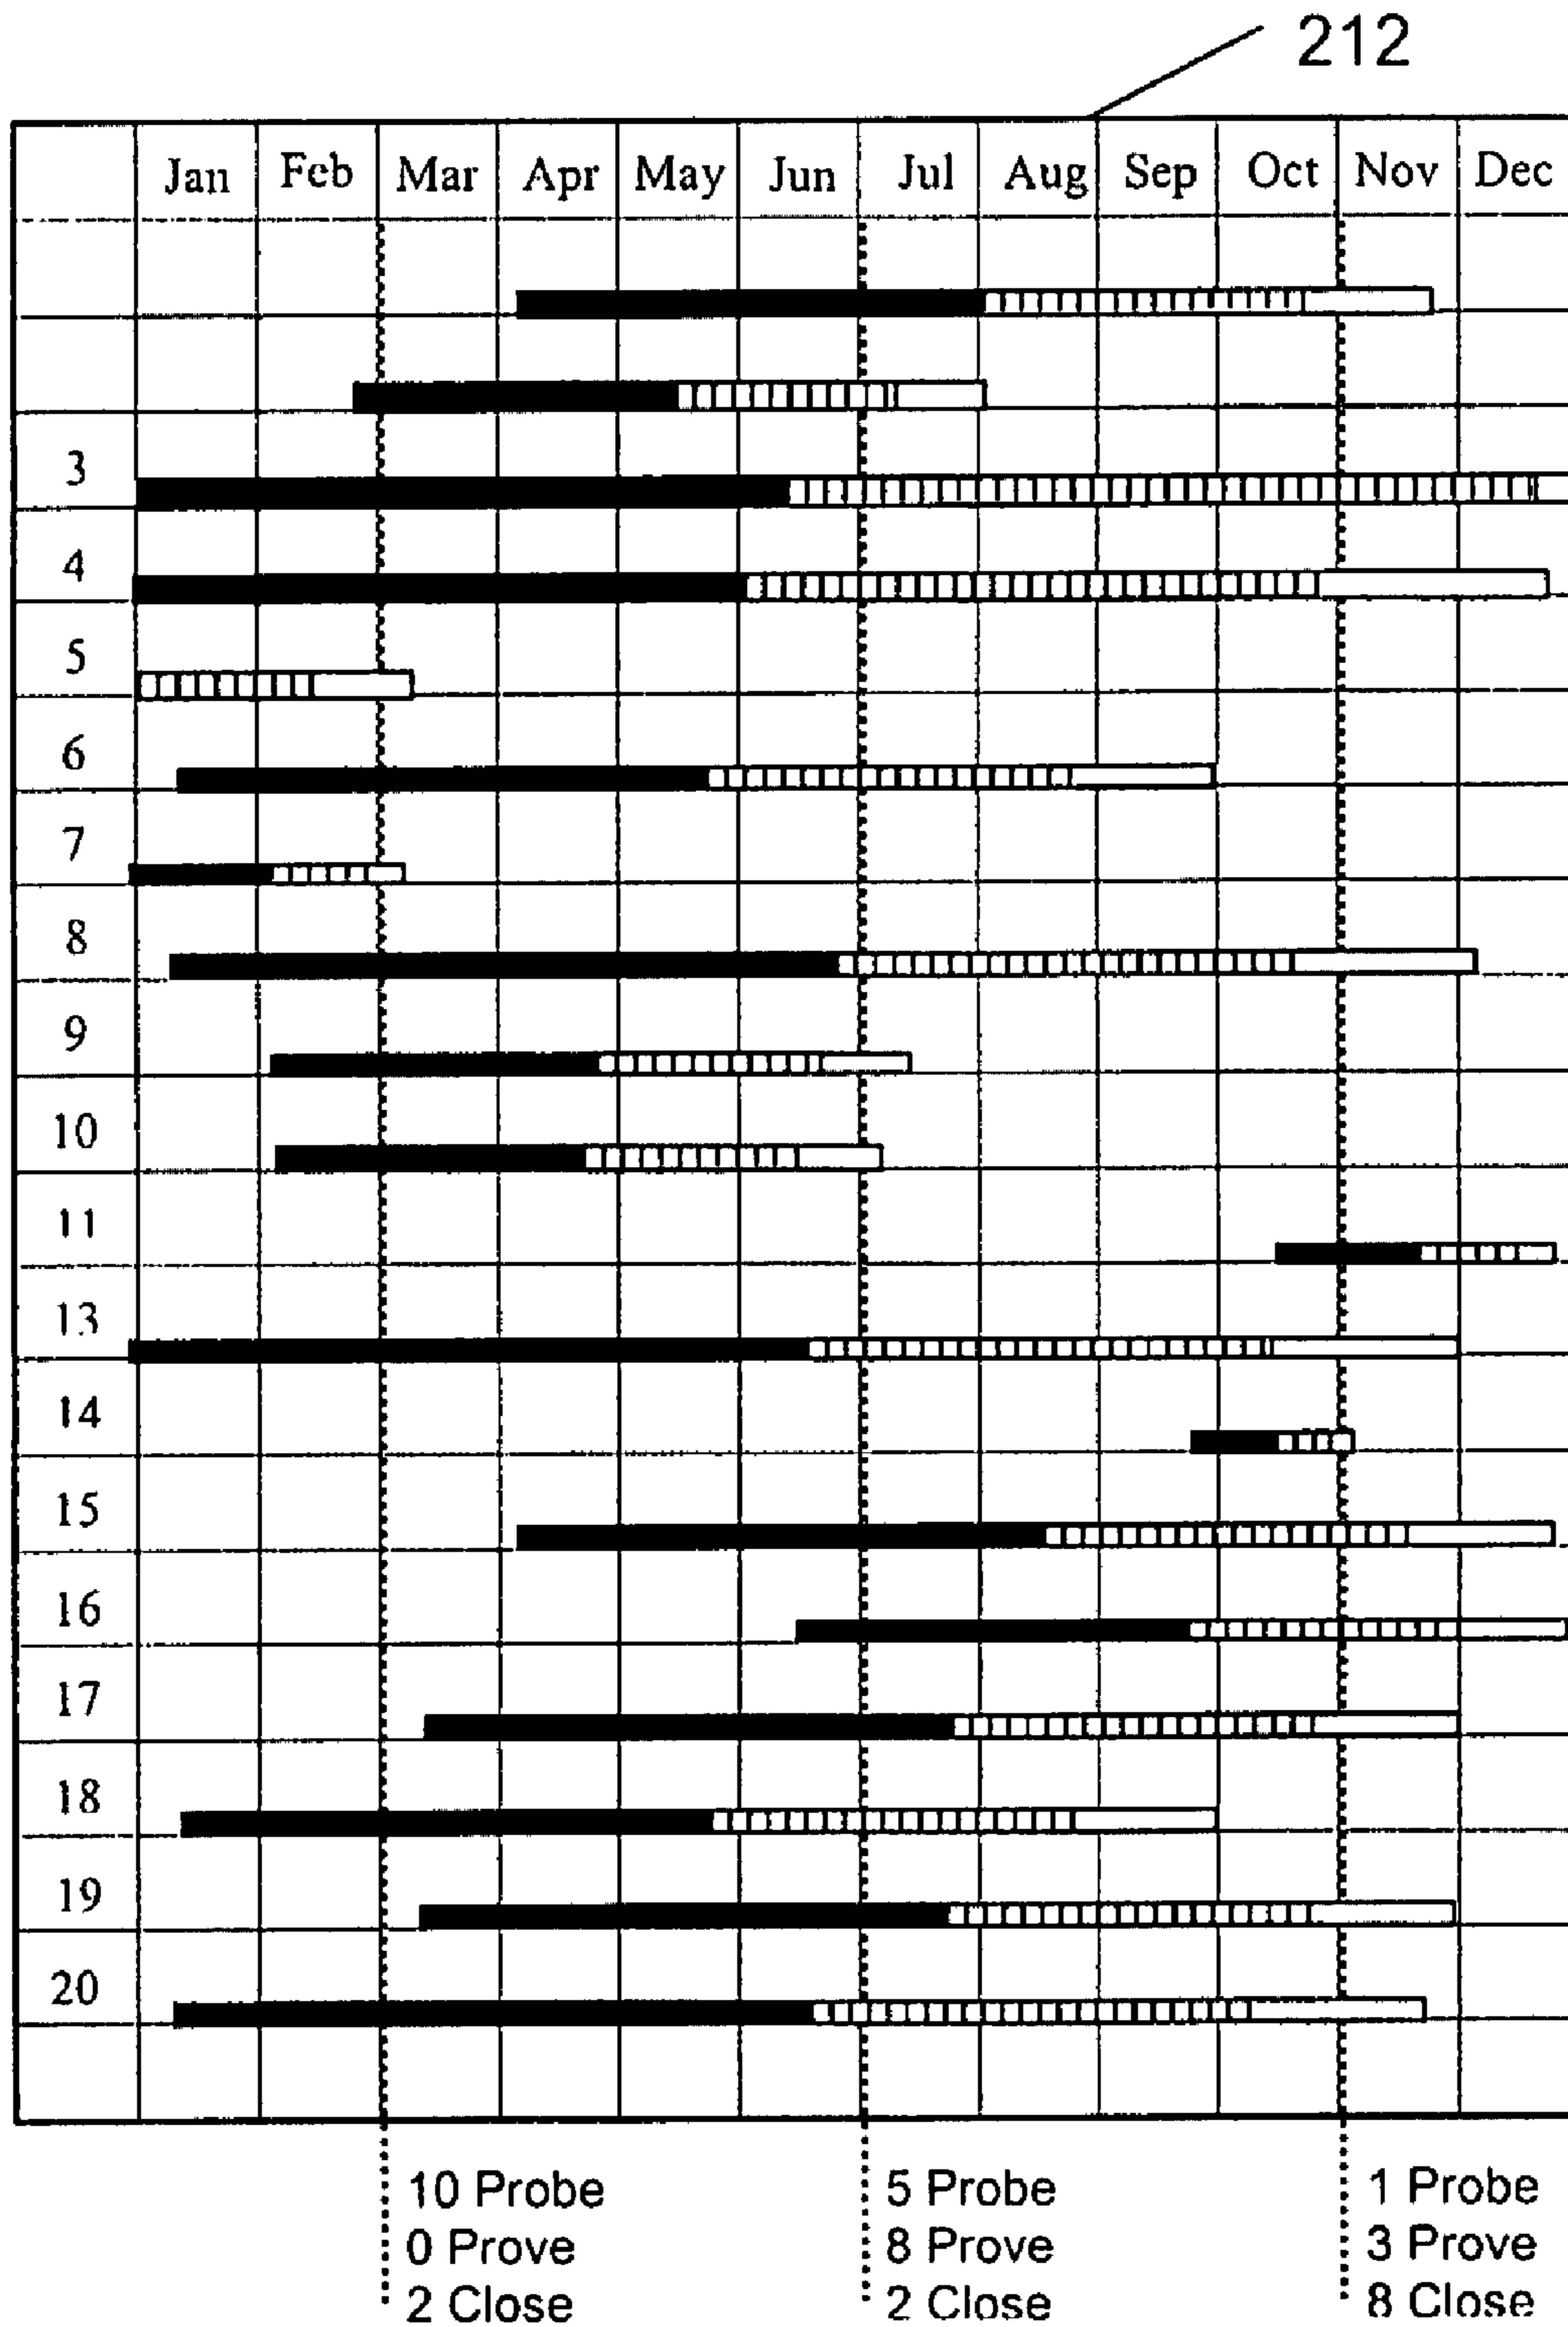 212
Jan Feb Mar Apr May Jun Jul Aug Sep Oct Nov Dec
3
4
5
6
7
8
9
10
11
13
14
15
16
17
18
19
20
10 Probe
0 Prove
2 Close
5 Probe
8 Prove
2 Close
1 Probe
3 Prove
8 Close